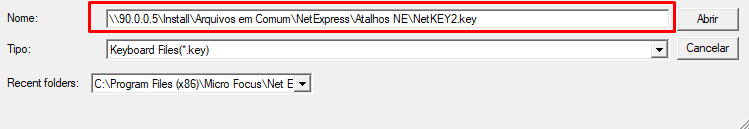 Nome: \\90.0.0.5\Install\Arquivos em Comum\NetExpress\Atalhos NE\NetKEY2.key Abrir
Tipo: Keyboard Files(*.key) Cancelar
Recent folders: C:\Program Files (x86)\Micro Focus\Net E